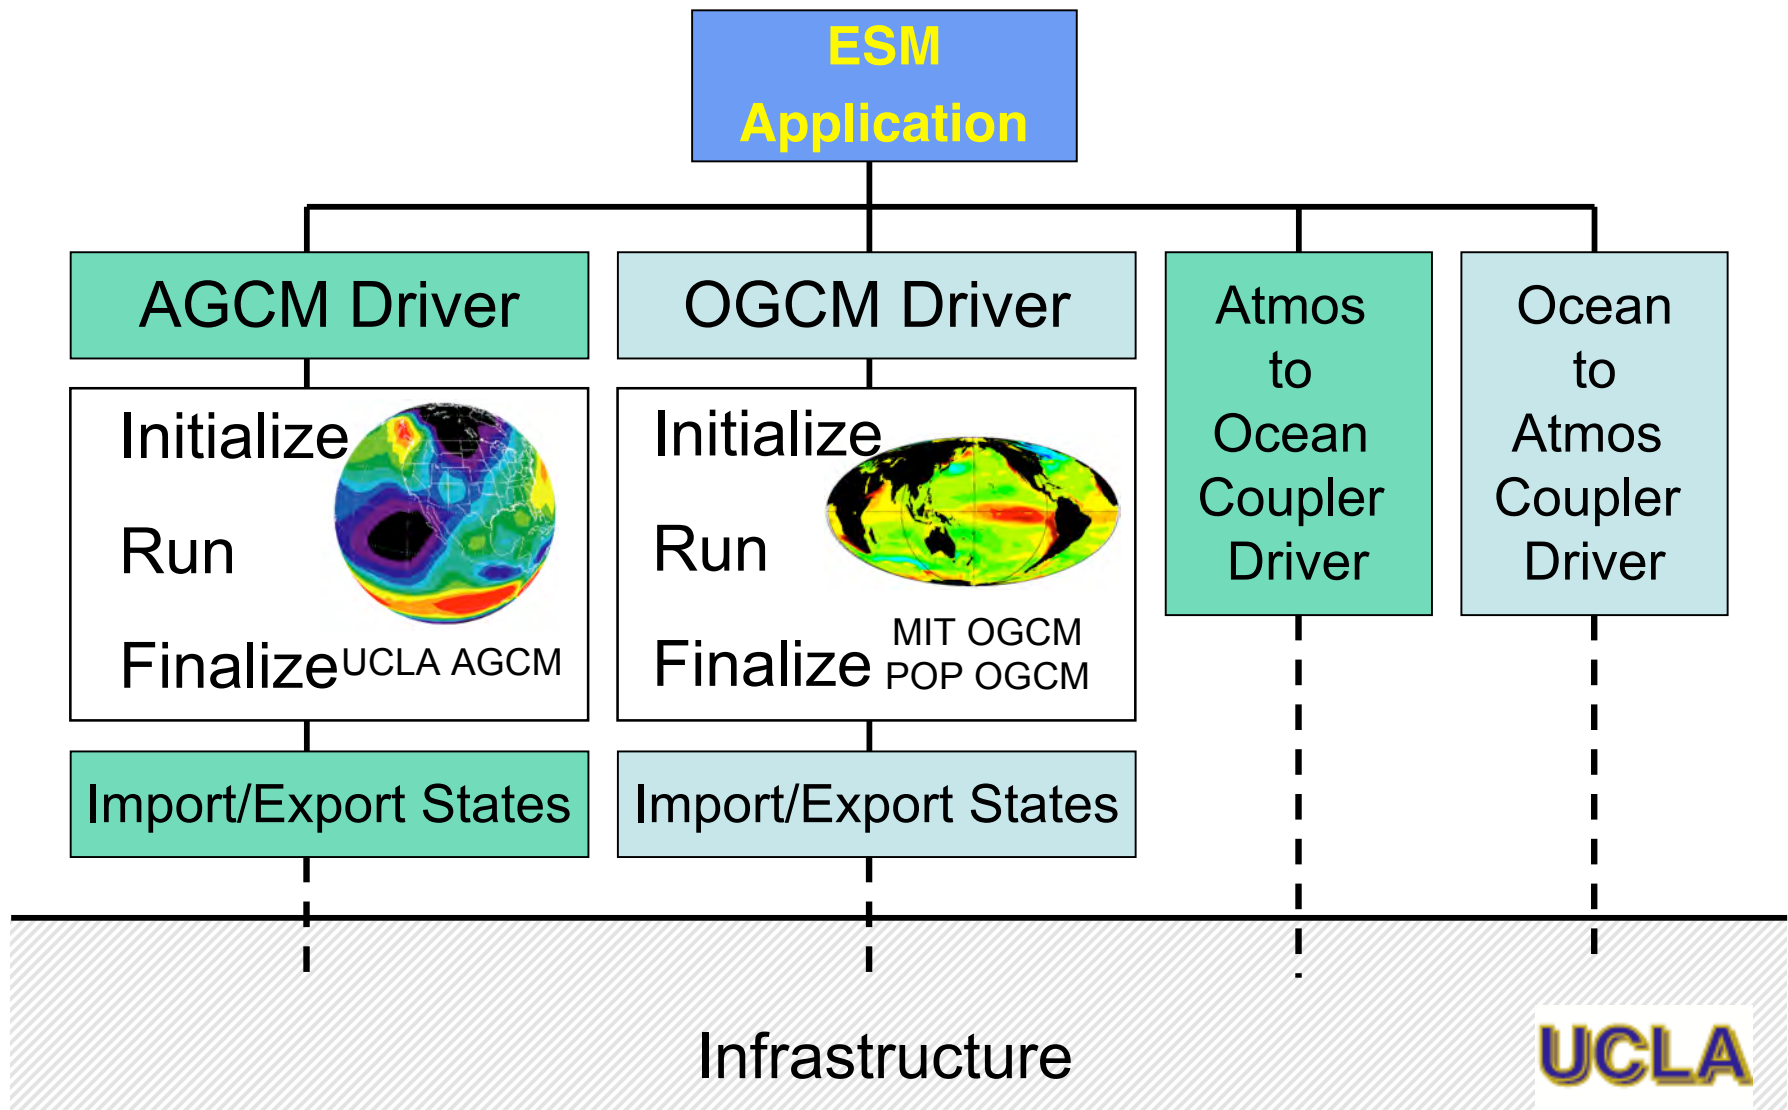 ESM
Application
AGCM Driver
OGCM Driver
Atmos
to
Ocean
Coupler
Driver
Ocean
to
Atmos
Coupler
Driver
Initialize
Run
Finalize
UCLA AGCM
Initialize
Run
Finalize
MIT OGCM
POP OGCM
Import/Export States
Import/Export States
Infrastructure
UCLA